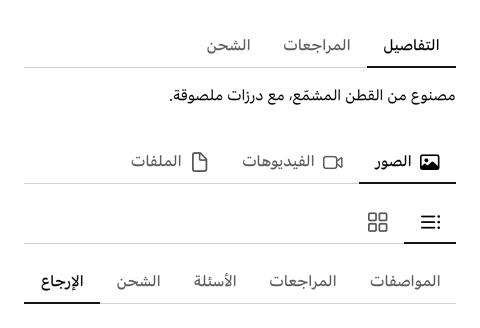 التفاصيل المراجعات الشحن
مصنوع من القطن المشمّع، مع درزات ملصوقة.
الصور الفيديوهات الملفات
المواصفات المراجعات الأسئلة الشحن الإرجاع